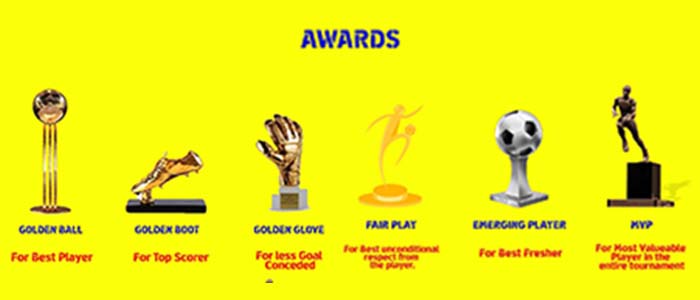 AWARDS
GOLDEN BALL
For Best Player
GOLDEN BOOT
For Top Scorer
GOLDEN GLOVE
For less Goal
Conceded
FAIR PLAY
For Best unconditional
respect from
the player.
EMERGING PLAYER
For Best Fresher
MVP
For Most Valueable
Player in the
entire tournament